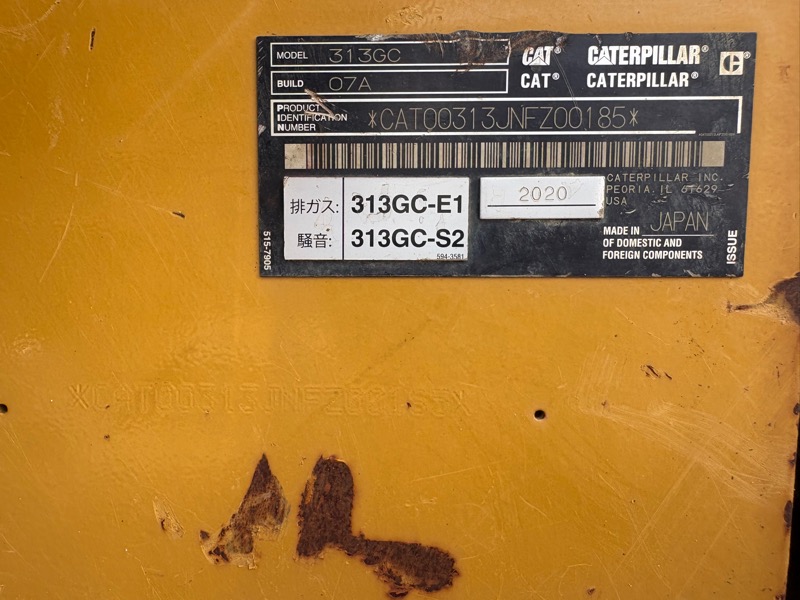 MODEL 313GC
BUILD 07A
CAT® CATERPILLAR®
CAT® CATERPILLAR®
PRODUCT IDENTIFICATION NUMBER *CAT00313JNFZ00185*
排ガス: 313GC-E1
騒音: 313GC-S2
594-3581
2020
CATERPILLAR INC.
PEORIA, IL 61629
USA
MADE IN JAPAN
OF DOMESTIC AND
FOREIGN COMPONENTS
ISSUE
515-7905
*CAT00313JNFZ00185*